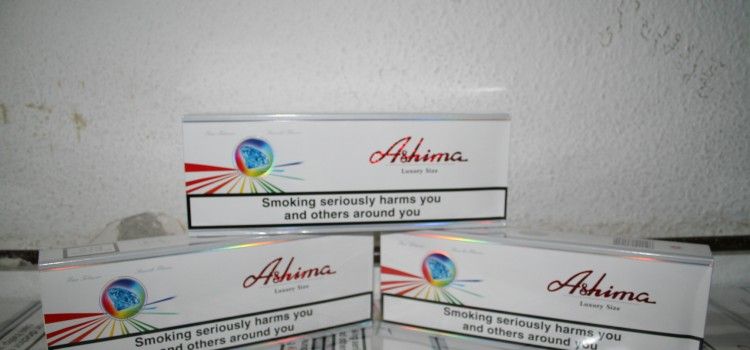 Ashima
Luxury Size
Smoking seriously harms you
and others around you
Ashima
Luxury Size
Smoking seriously harms you
and others around you
Ashima
Luxury Size
Smoking seriously harms you
and others around you